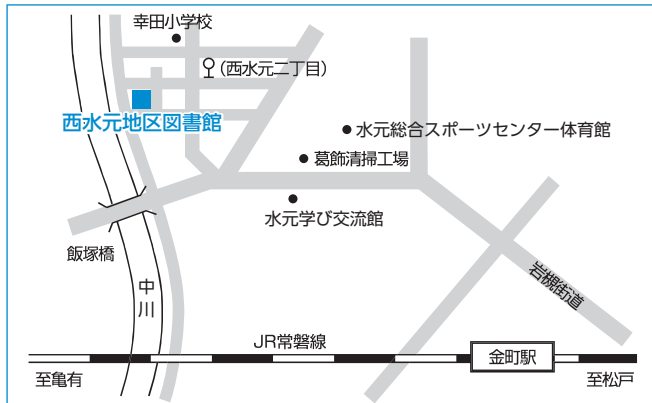 幸田小学校
(西水元二丁目)
西水元地区図書館
水元総合スポーツセンター体育館
葛飾清掃工場
水元学び交流館
飯塚橋
中川
岩槻街道
JR常磐線
金町駅
至亀有
至松戸